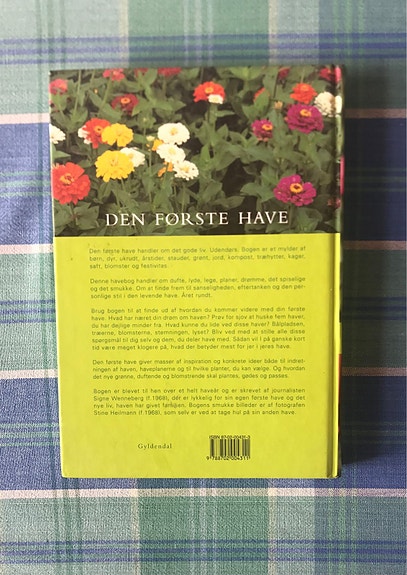 DEN FØRSTE HAVE
Den første have handler om det gode liv. Udendørs. Bogen er et mylder af
børn, dyr, ukrudt, årstider, stauder, grønt, jord, kompost, træhytter, kager,
saft, blomster og festivitas.
Denne havebog handler om dufte, lyde, lege, planer, drømme, det spiselige
og det smukke. Om at finde frem til sanseligheden, eftertanken og den per-
sonlige stil i den levende have. Året rundt.
Brug bogen til at finde ud af hvordan du kommer videre med din første
have. Hvad har næret din drøm om haven? Prøv for sjov at huske fem haver,
du har dejlige minder fra. Hvad kunne du lide ved disse haver? Bålpladsen,
træerne, blomsterne, stemningen, lyset? Bliv ved med at stille alle disse
spørgsmål til dig selv og dem, du deler have med. Sådan vil I på ganske kort
tid være meget klogere på, hvad der betyder mest for jer i jeres have.
Den første have giver masser af inspiration og konkrete ideer både til indret-
ningen af haven, haveplanerne og til hvilke planter, du kan vælge. Og hvordan
det nye grønne, duftende og blomstrende skal plantes, gødes og passes.
Bogen er blevet til hen over et helt haveår og er skrevet af journalisten
Signe Wenneberg (f.1968), dér er lykkelig for sin egen første have og det
nye liv, haven har givet familien. Bogens smukke billeder er af fotografen
Stine Heilmann (f.1968), som selv er ved at tage hul på sin anden have.
Gyldendal
ISBN 87-02-00431-3
9 788702 004311